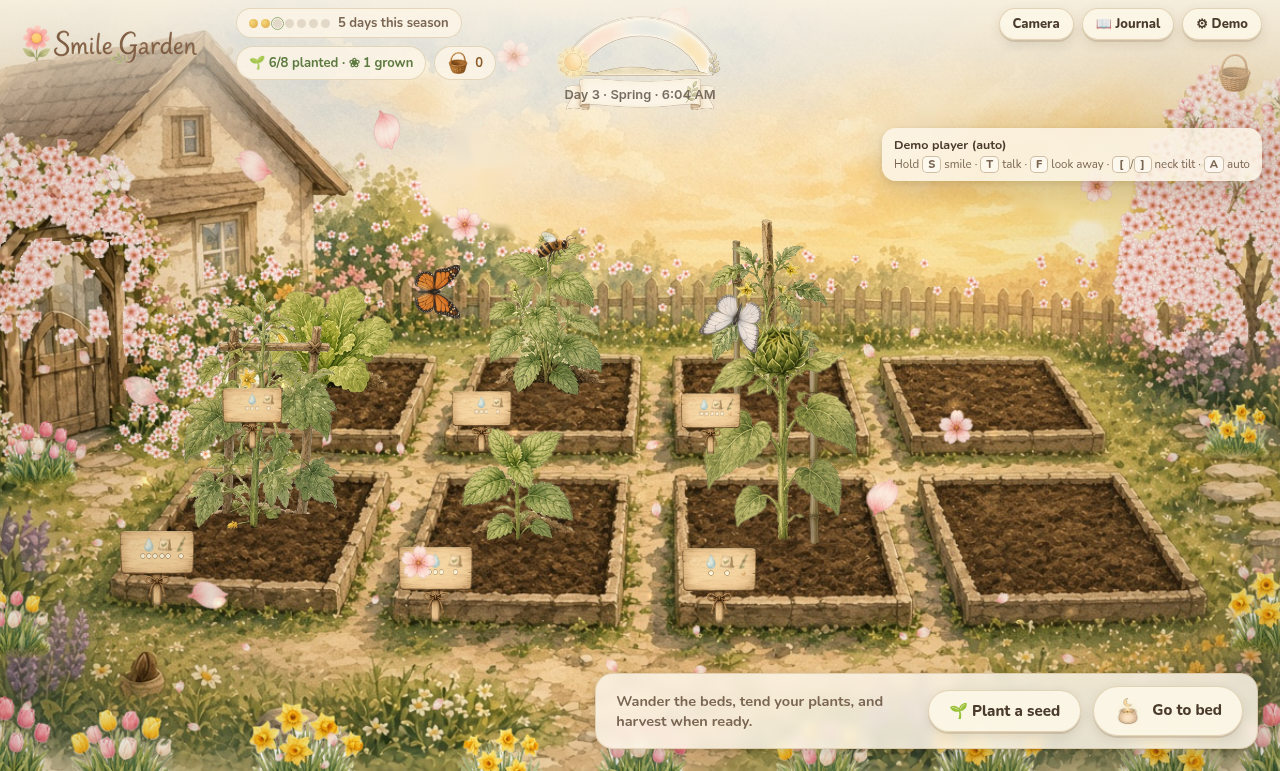 Smile Garden
5 days this season
🌱 6/8 planted · ❀ 1 grown
0
Day 3 · Spring · 6:04 AM
Camera
📖 Journal
⚙ Demo
Demo player (auto)
Hold S smile · T talk · F look away · [ / ] neck tilt · A auto
Wander the beds, tend your plants, and
harvest when ready.
🌱 Plant a seed
Go to bed